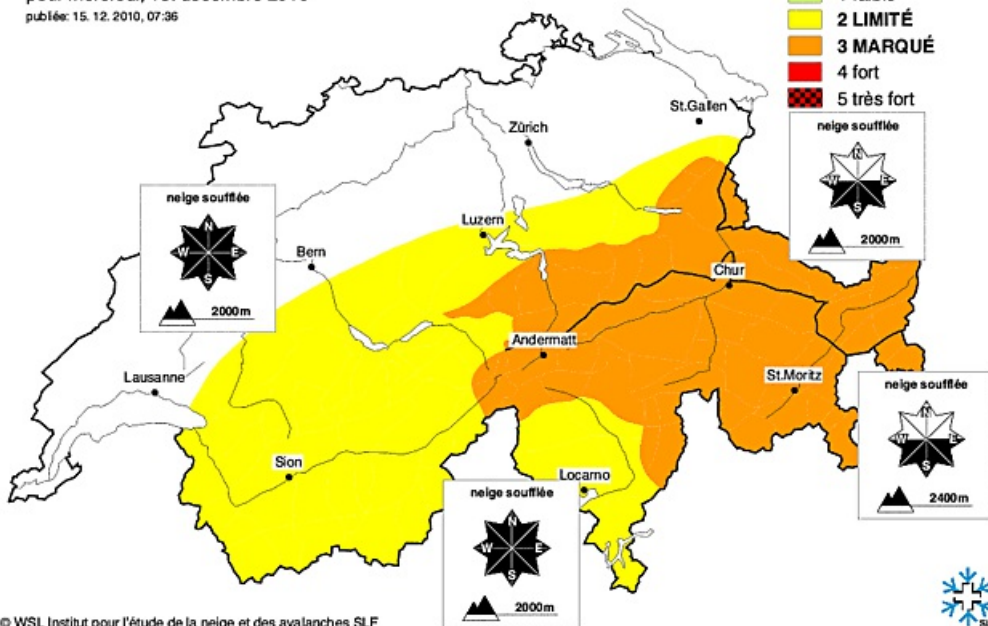 publiée: 15. 12. 2010, 07:36
2 LIMITÉ
3 MARQUÉ
4 fort
5 très fort
St.Gallen
neige soufflée
N
W E
S
2000m
Zürich
neige soufflée
N
W E
S
2000m
Luzern
Bern
Chur
Andermatt
Lausanne
St.Moritz
neige soufflée
N
W E
S
2400m
Sion
Locarno
neige soufflée
N
W E
S
2000m
© WSL Institut pour l'étude de la neige et des avalanches SLF